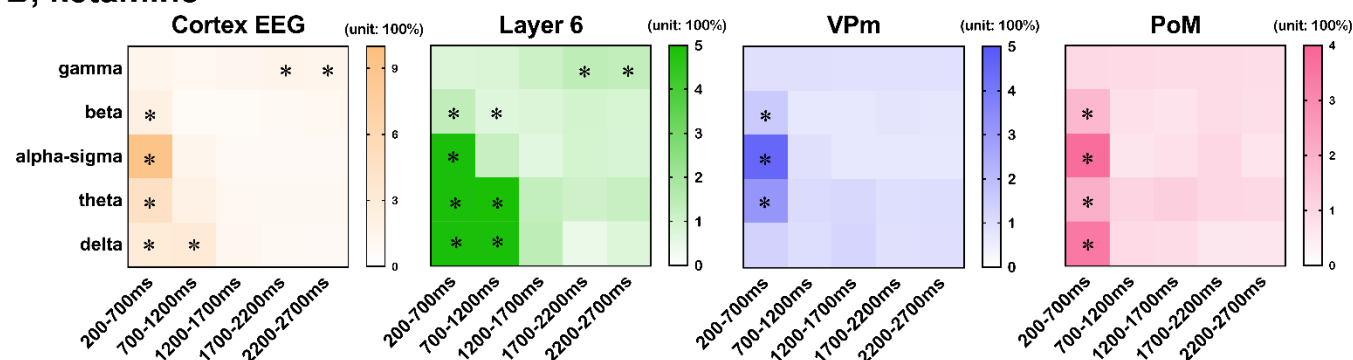 B, ketamine
Cortex EEG (unit: 100%) Layer 6 (unit: 100%) VPm (unit: 100%) PoM (unit: 100%)
gamma * * * *
beta * * * * *
alpha-sigma * * * *
theta * * * * *
delta * * * * *
9
6
3
0
5
4
3
2
1
0
5
4
3
2
1
0
4
3
2
1
0
200-700ms 700-1200ms 1200-1700ms 1700-2200ms 2200-2700ms
200-700ms 700-1200ms 1200-1700ms 1700-2200ms 2200-2700ms
200-700ms 700-1200ms 1200-1700ms 1700-2200ms 2200-2700ms
200-700ms 700-1200ms 1200-1700ms 1700-2200ms 2200-2700ms